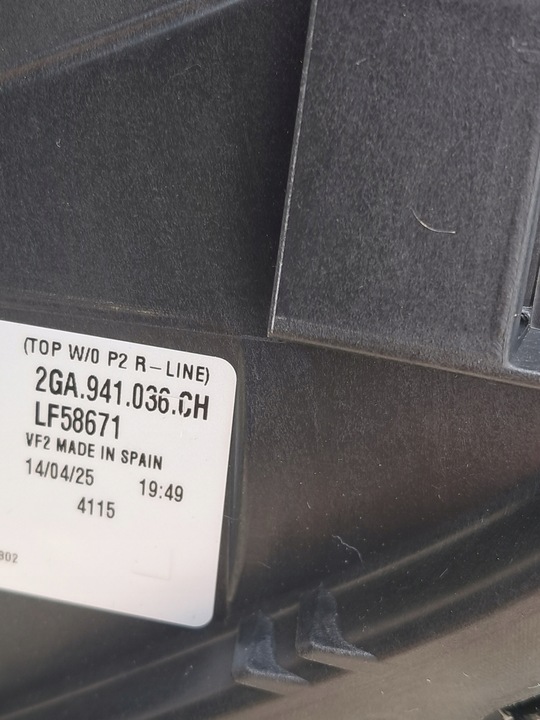 (TOP W/O P2 R-LINE)
2GA.941.036.CH
LF58671
VF2 MADE IN SPAIN
14/04/25 19:49
4115